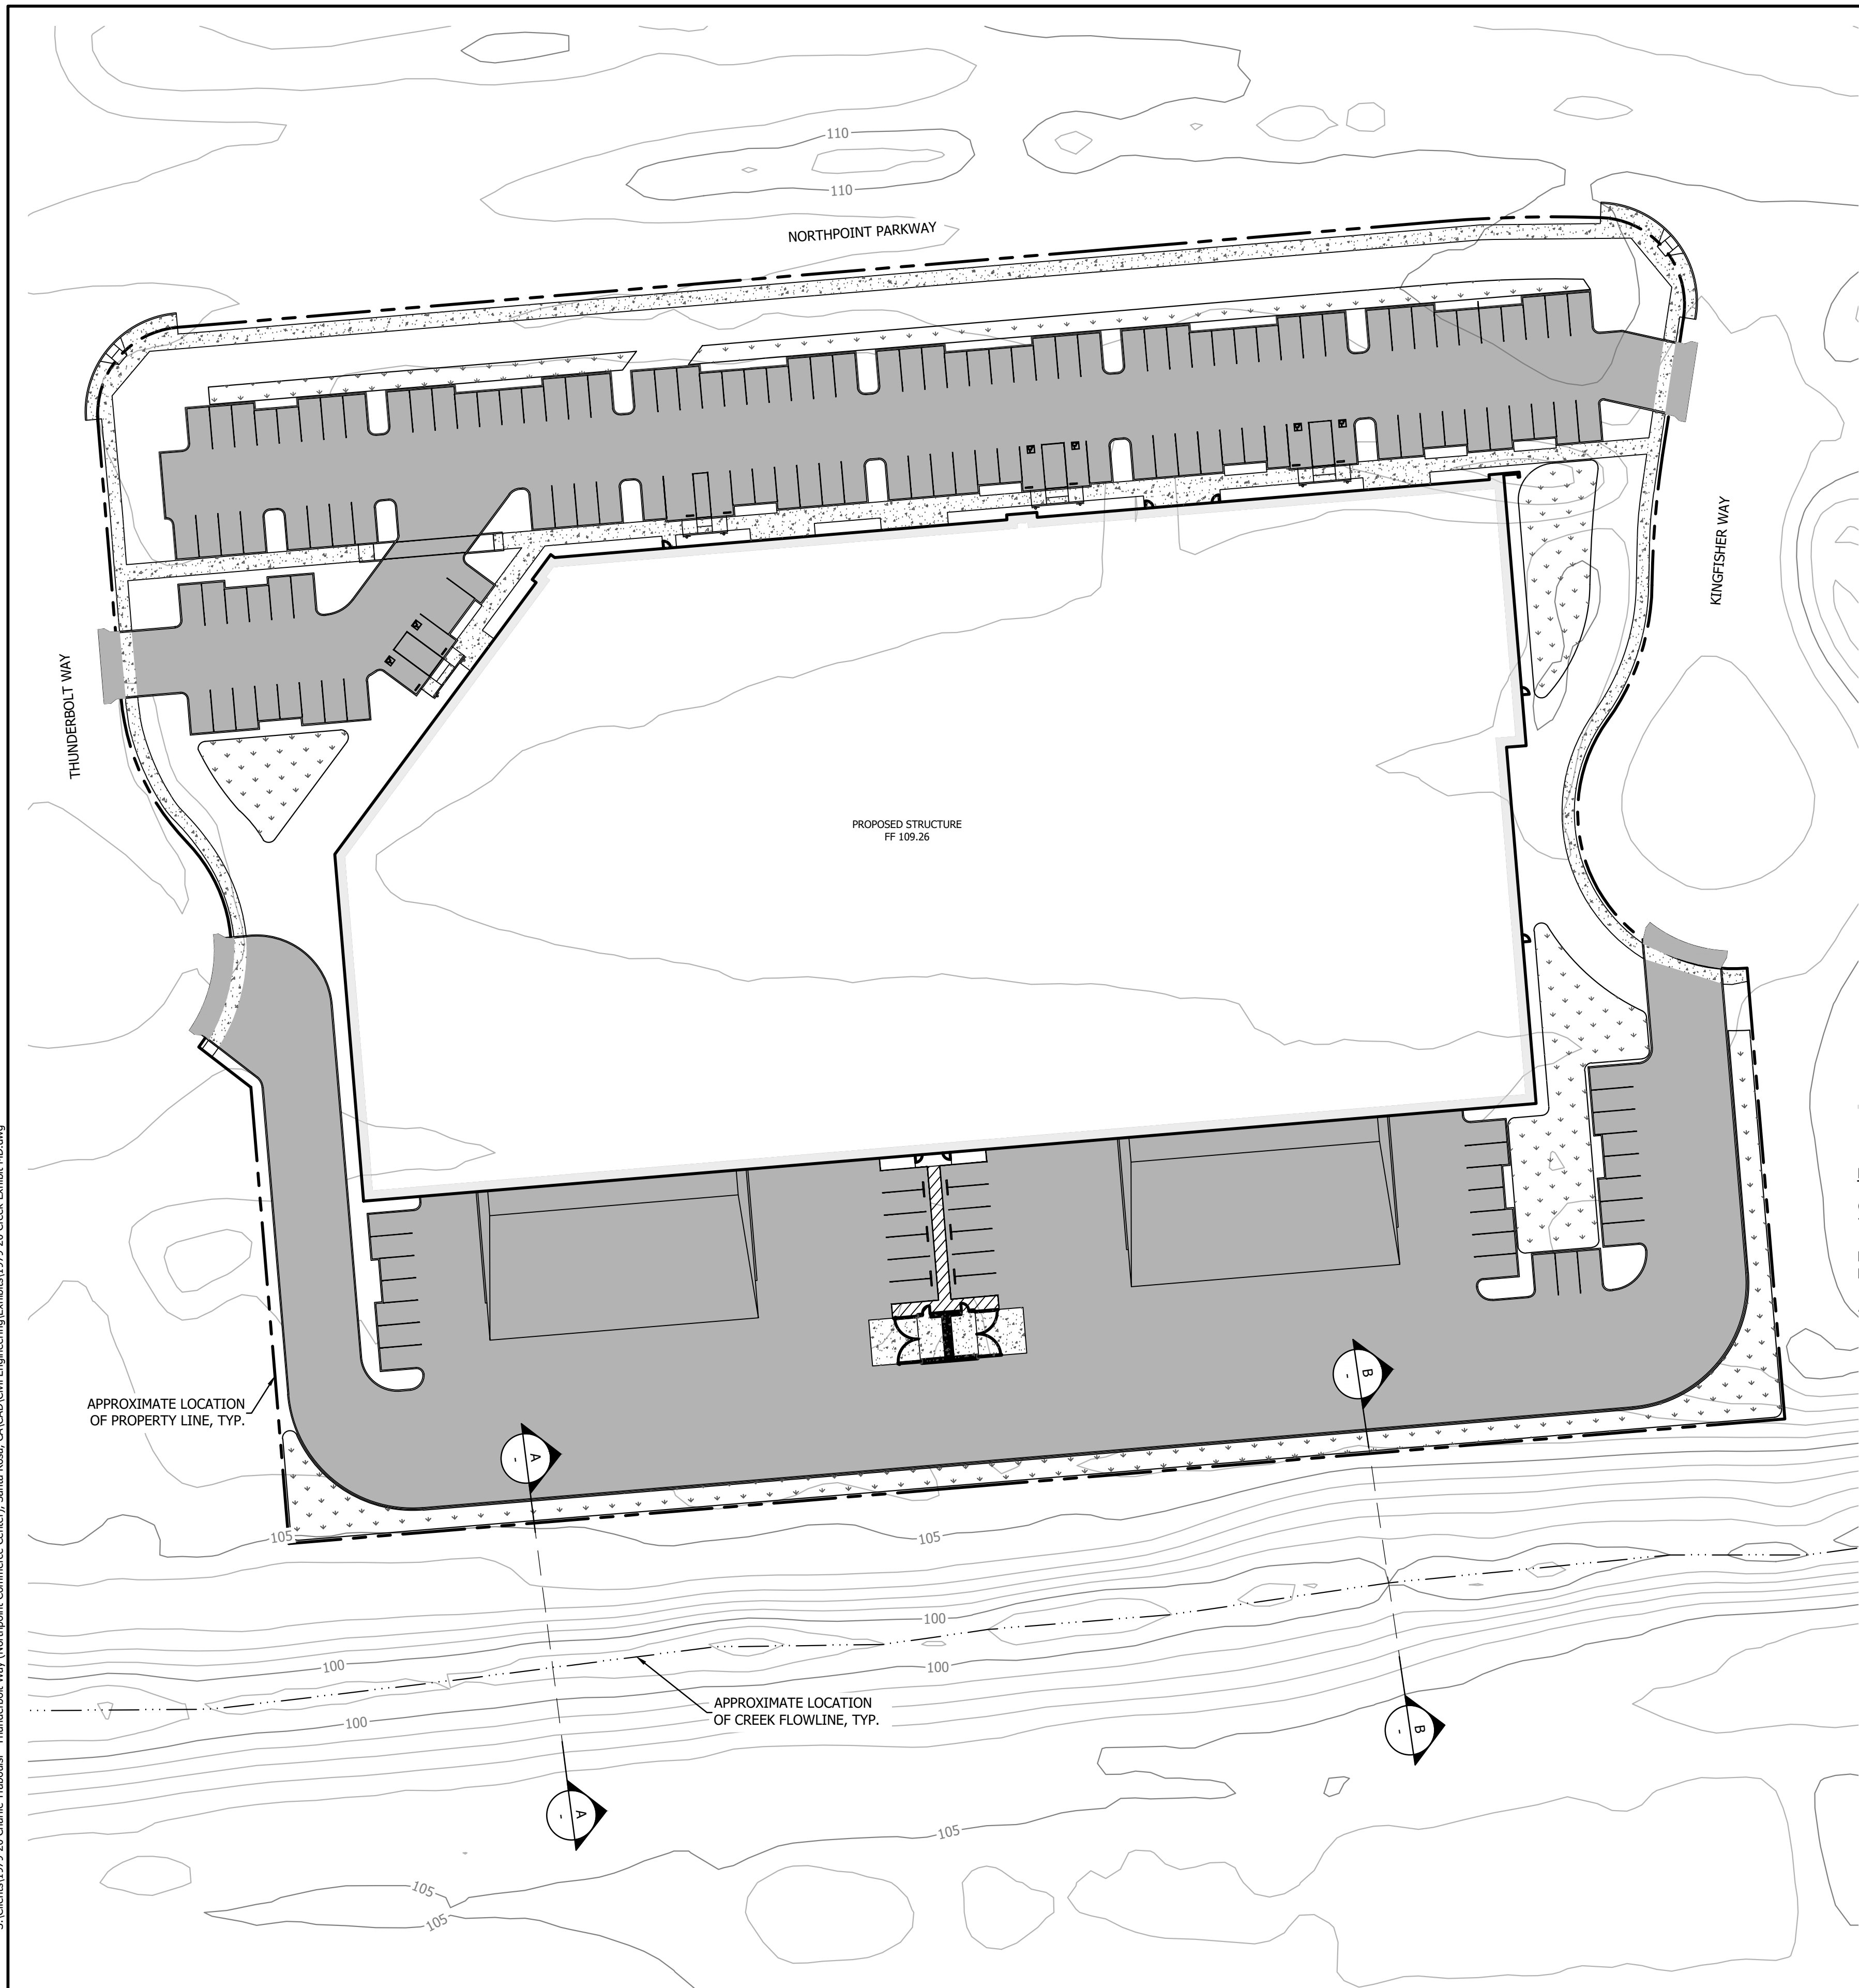 110
110
NORTHPOINT PARKWAY
KINGFISHER WAY
THUNDERBOLT WAY
PROPOSED STRUCTURE
FF 109.26
APPROXIMATE LOCATION
OF PROPERTY LINE, TYP.
B
-
A
-
105
105
100
100
100
100
APPROXIMATE LOCATION
OF CREEK FLOWLINE, TYP.
B
-
A
-
105
105
105